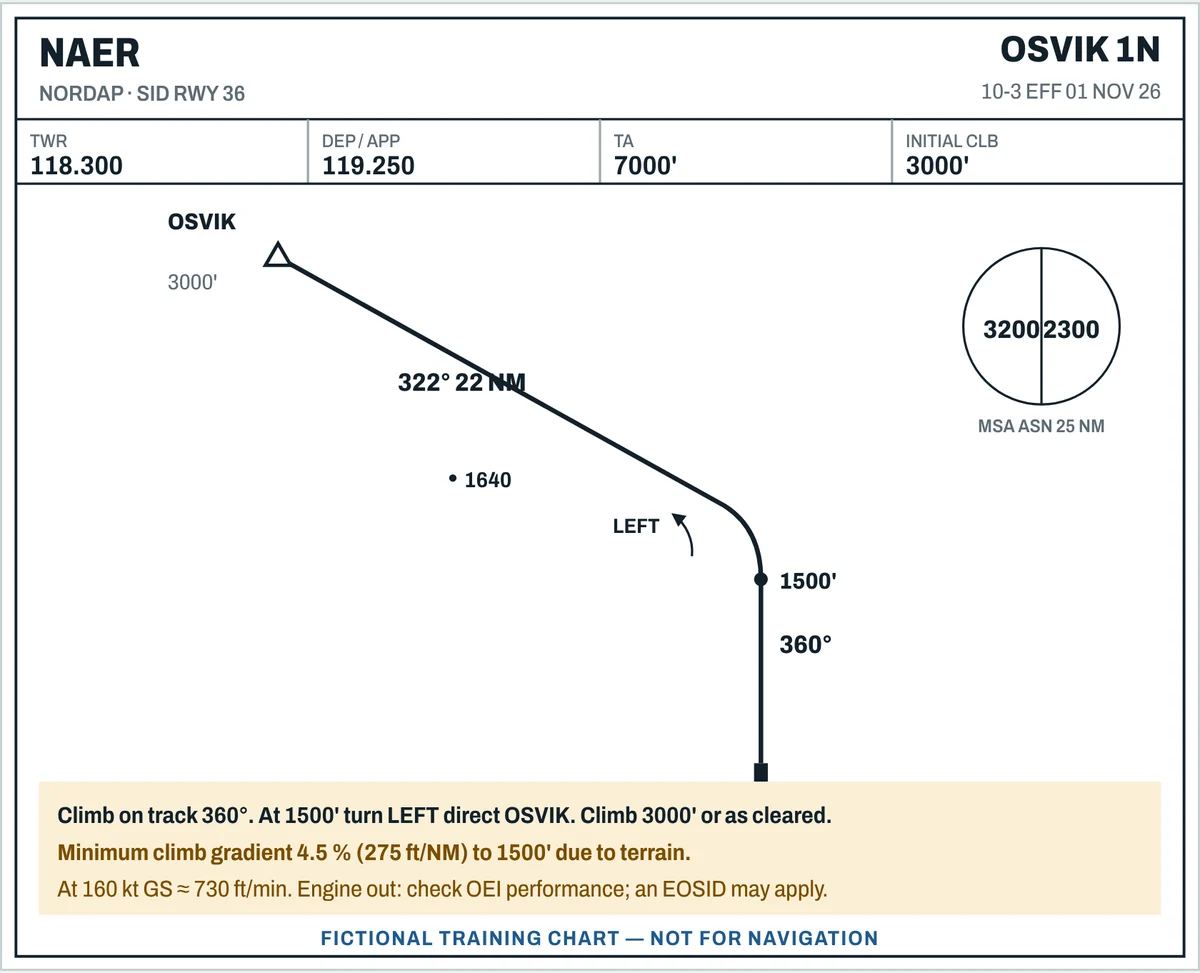 NAER
OSVIK 1N
NORDAP · SID RWY 36
10-3 EFF 01 NOV 26
TWR
118.300
DEP / APP
119.250
TA
7000'
INITIAL CLB
3000'
OSVIK
3000'
3200 2300
MSA ASN 25 NM
322° 22 NM
• 1640
LEFT
1500'
360°
Climb on track 360°. At 1500' turn LEFT direct OSVIK. Climb 3000' or as cleared.
Minimum climb gradient 4.5 % (275 ft/NM) to 1500' due to terrain.
At 160 kt GS ≈ 730 ft/min. Engine out: check OEI performance; an EOSID may apply.
FICTIONAL TRAINING CHART — NOT FOR NAVIGATION